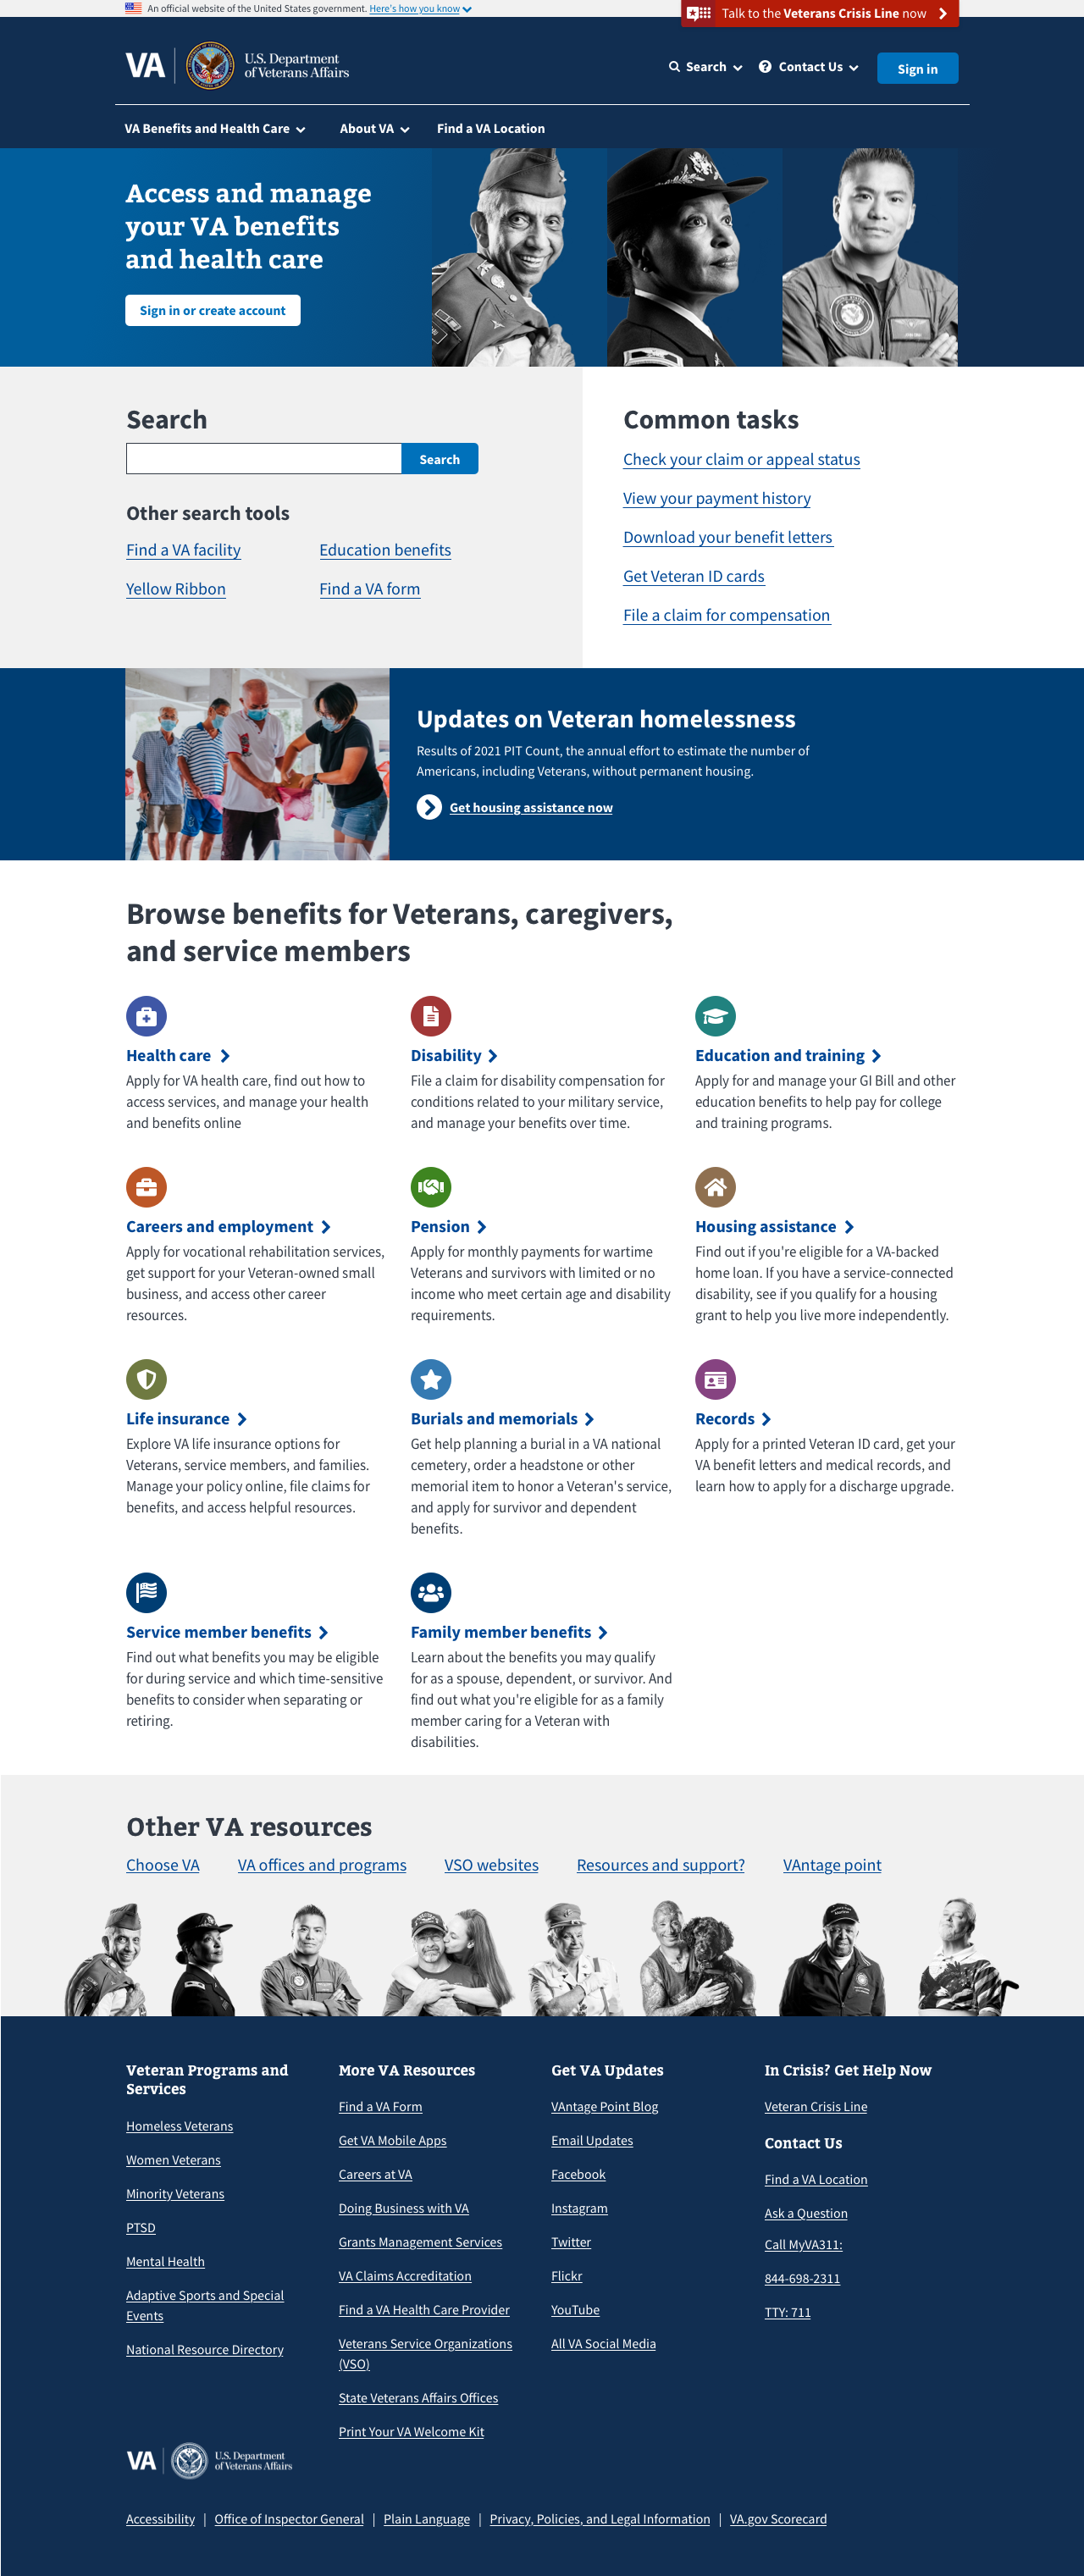 An official website of the United States government. Here's how you know
Talk to the Veterans Crisis Line now
VA
U.S. Department
of Veterans Affairs
Search
Contact Us
Sign in
VA Benefits and Health Care
About VA
Find a VA Location
Access and manage
your VA benefits
and health care
Sign in or create account
Search
Search
Other search tools
Find a VA facility
Education benefits
Yellow Ribbon
Find a VA form
Common tasks
Check your claim or appeal status
View your payment history
Download your benefit letters
Get Veteran ID cards
File a claim for compensation
Updates on Veteran homelessness
Results of 2021 PIT Count, the annual effort to estimate the number of
Americans, including Veterans, without permanent housing.
Get housing assistance now
Browse benefits for Veterans, caregivers,
and service members
Health care
Apply for VA health care, find out how to
access services, and manage your health
and benefits online
Disability
File a claim for disability compensation for
conditions related to your military service,
and manage your benefits over time.
Education and training
Apply for and manage your GI Bill and other
education benefits to help pay for college
and training programs.
Careers and employment
Apply for vocational rehabilitation services,
get support for your Veteran-owned small
business, and access other career
resources.
Pension
Apply for monthly payments for wartime
Veterans and survivors with limited or no
income who meet certain age and disability
requirements.
Housing assistance
Find out if you're eligible for a VA-backed
home loan. If you have a service-connected
disability, see if you qualify for a housing
grant to help you live more independently.
Life insurance
Explore VA life insurance options for
Veterans, service members, and families.
Manage your policy online, file claims for
benefits, and access helpful resources.
Burials and memorials
Get help planning a burial in a VA national
cemetery, order a headstone or other
memorial item to honor a Veteran's service,
and apply for survivor and dependent
benefits.
Records
Apply for a printed Veteran ID card, get your
VA benefit letters and medical records, and
learn how to apply for a discharge upgrade.
Service member benefits
Find out what benefits you may be eligible
for during service and which time-sensitive
benefits to consider when separating or
retiring.
Family member benefits
Learn about the benefits you may qualify
for as a spouse, dependent, or survivor. And
find out what you're eligible for as a family
member caring for a Veteran with
disabilities.
Other VA resources
Choose VA
VA offices and programs
VSO websites
Resources and support?
VAntage point
Veteran Programs and
Services
Homeless Veterans
Women Veterans
Minority Veterans
PTSD
Mental Health
Adaptive Sports and Special
Events
National Resource Directory
More VA Resources
Find a VA Form
Get VA Mobile Apps
Careers at VA
Doing Business with VA
Grants Management Services
VA Claims Accreditation
Find a VA Health Care Provider
Veterans Service Organizations
(VSO)
State Veterans Affairs Offices
Print Your VA Welcome Kit
Get VA Updates
VAntage Point Blog
Email Updates
Facebook
Instagram
Twitter
Flickr
YouTube
All VA Social Media
In Crisis? Get Help Now
Veteran Crisis Line
Contact Us
Find a VA Location
Ask a Question
Call MyVA311:
844-698-2311
TTY: 711
VA
U.S. Department
of Veterans Affairs
Accessibility | Office of Inspector General | Plain Language | Privacy, Policies, and Legal Information | VA.gov Scorecard